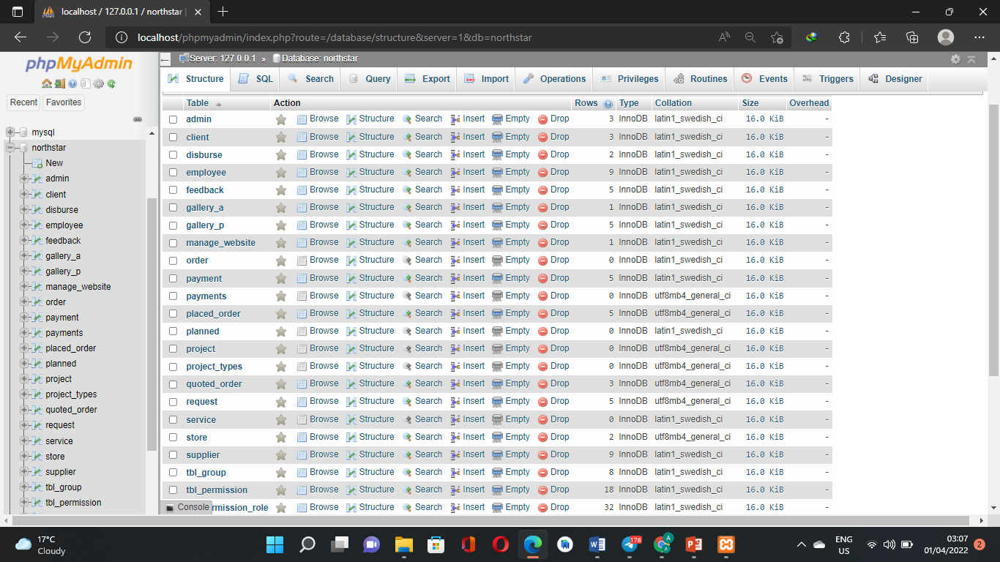 localhost / 127.0.0.1 / northstar |
localhost/phpmyadmin/index.php?route=/database/structure&server=1&db=northstar
phpMyAdmin
Recent Favorites
mysql
northstar
New
admin
client
disburse
employee
feedback
gallery_a
gallery_p
manage_website
order
payment
payments
placed_order
planned
project
project_types
quoted_order
request
service
store
supplier
tbl_group
tbl_permission
Server: 127.0.0.1 » Database: northstar
Structure SQL Search Query Export Import Operations Privileges Routines Events Triggers Designer
Table Action Rows Type Collation Size Overhead
admin Browse Structure Search Insert Empty Drop 3 InnoDB latin1_swedish_ci 16.0 KiB -
client Browse Structure Search Insert Empty Drop 3 InnoDB latin1_swedish_ci 16.0 KiB -
disburse Browse Structure Search Insert Empty Drop 2 InnoDB latin1_swedish_ci 16.0 KiB -
employee Browse Structure Search Insert Empty Drop 9 InnoDB latin1_swedish_ci 16.0 KiB -
feedback Browse Structure Search Insert Empty Drop 5 InnoDB latin1_swedish_ci 16.0 KiB -
gallery_a Browse Structure Search Insert Empty Drop 1 InnoDB latin1_swedish_ci 16.0 KiB -
gallery_p Browse Structure Search Insert Empty Drop 5 InnoDB latin1_swedish_ci 16.0 KiB -
manage_website Browse Structure Search Insert Empty Drop 1 InnoDB latin1_swedish_ci 16.0 KiB -
order Browse Structure Search Insert Empty Drop 0 InnoDB latin1_swedish_ci 16.0 KiB -
payment Browse Structure Search Insert Empty Drop 5 InnoDB latin1_swedish_ci 16.0 KiB -
payments Browse Structure Search Insert Empty Drop 0 InnoDB utf8mb4_general_ci 16.0 KiB -
placed_order Browse Structure Search Insert Empty Drop 5 InnoDB utf8mb4_general_ci 16.0 KiB -
planned Browse Structure Search Insert Empty Drop 0 InnoDB latin1_swedish_ci 16.0 KiB -
project Browse Structure Search Insert Empty Drop 0 InnoDB utf8mb4_general_ci 16.0 KiB -
project_types Browse Structure Search Insert Empty Drop 0 InnoDB utf8mb4_general_ci 16.0 KiB -
quoted_order Browse Structure Search Insert Empty Drop 3 InnoDB utf8mb4_general_ci 16.0 KiB -
request Browse Structure Search Insert Empty Drop 5 InnoDB utf8mb4_general_ci 16.0 KiB -
service Browse Structure Search Insert Empty Drop 0 InnoDB latin1_swedish_ci 16.0 KiB -
store Browse Structure Search Insert Empty Drop 2 InnoDB utf8mb4_general_ci 16.0 KiB -
supplier Browse Structure Search Insert Empty Drop 9 InnoDB latin1_swedish_ci 16.0 KiB -
tbl_group Browse Structure Search Insert Empty Drop 8 InnoDB latin1_swedish_ci 16.0 KiB -
tbl_permission Browse Structure Search Insert Empty Drop 18 InnoDB latin1_swedish_ci 16.0 KiB -
Console rmission_role Browse Structure Search Insert Empty Drop 32 InnoDB latin1_swedish_ci 16.0 KiB -
17°C
Cloudy
178
A
ENG
US
03:07
01/04/2022
2